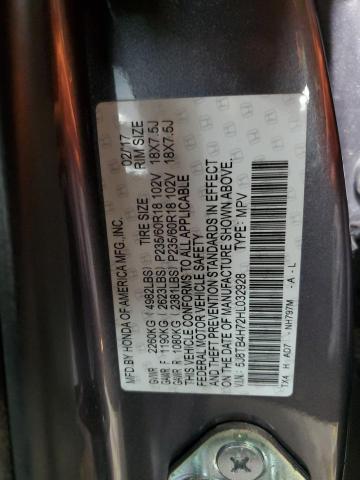 MFD. BY HONDA OF AMERICA MFG., INC. 02/17
TIRE SIZE RIM SIZE
GVWR 2260KG ( 4982LBS)
GAWR F 1190KG ( 2623LBS) P235/60R18 102V 18X7.5J
GAWR R 1080KG ( 2381LBS) P235/60R18 102V 18X7.5J
THIS VEHICLE CONFORMS TO ALL APPLICABLE
FEDERAL MOTOR VEHICLE SAFETY
AND THEFT PREVENTION STANDARDS IN EFFECT
ON THE DATE OF MANUFACTURE SHOWN ABOVE.
V.I.N. 5J8TB4H72HL032928 TYPE: MPV
TX4 H AD7 NH797M -A - L